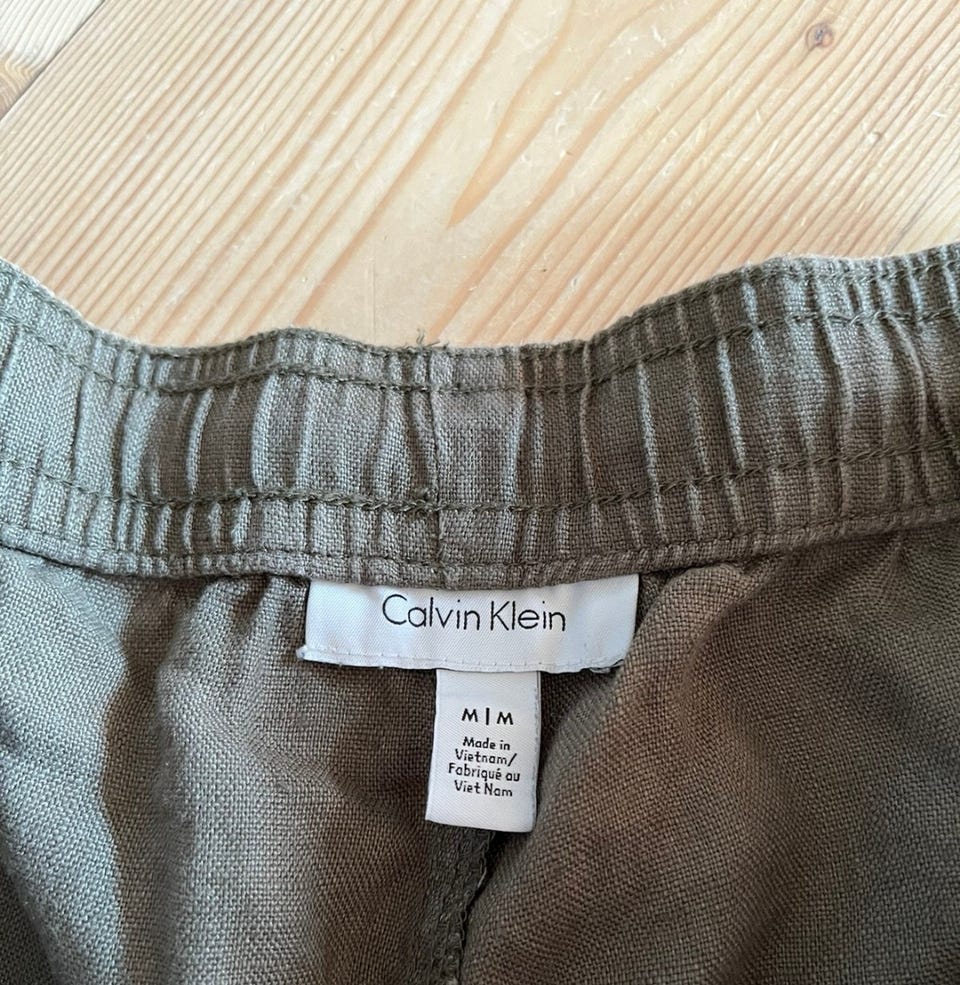 Calvin Klein
M | M
Made in
Vietnam/
Fabriqué au
Viet Nam